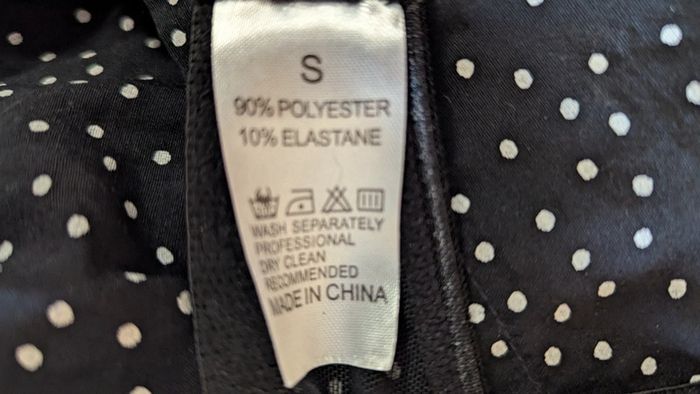 S
90% POLYESTER
10% ELASTANE
WASH SEPARATELY
PROFESSIONAL
DRY CLEAN
RECOMMENDED
MADE IN CHINA